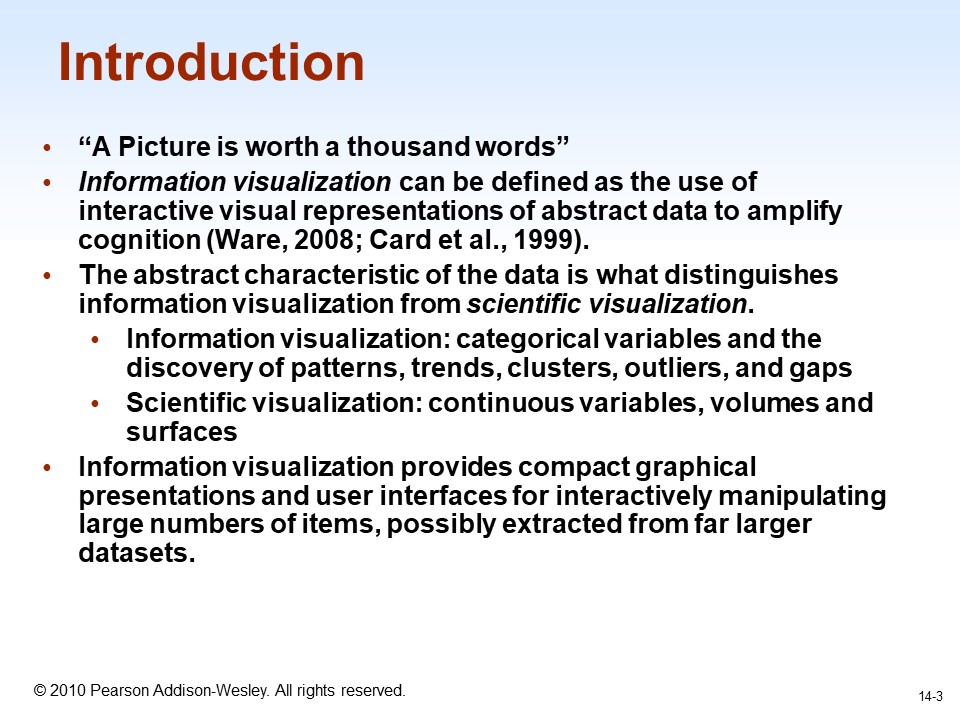 Introduction
• “A Picture is worth a thousand words”
• Information visualization can be defined as the use of
interactive visual representations of abstract data to amplify
cognition (Ware, 2008; Card et al., 1999).
• The abstract characteristic of the data is what distinguishes
information visualization from scientific visualization.
• Information visualization: categorical variables and the
discovery of patterns, trends, clusters, outliers, and gaps
• Scientific visualization: continuous variables, volumes and
surfaces
• Information visualization provides compact graphical
presentations and user interfaces for interactively manipulating
large numbers of items, possibly extracted from far larger
datasets.
© 2010 Pearson Addison-Wesley. All rights reserved.
14-3